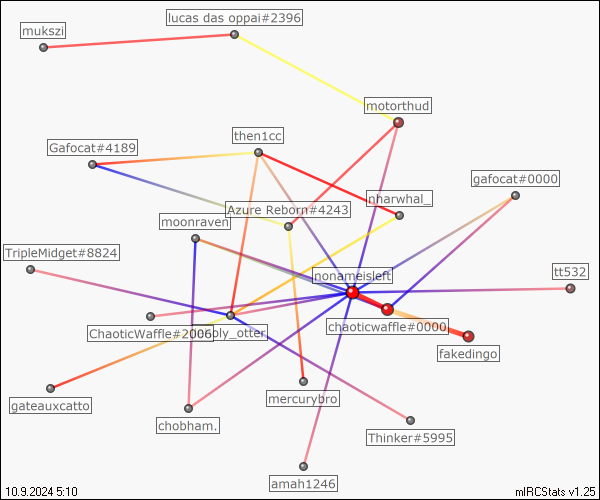 lucas das oppai#2396
mukszi
motorthud
then1cc
Gafocat#4189
gafocat#0000
nharwhal_
Azure Reborn#4243
moonraven
TripleMidget#8824
nonameisleft
tt532
chaoticwaffle#0000
ChaoticWaffle#2006
fakedingo
mercurybro
gateauxcatto
chobham.
Thinker#5995
amah1246
10.9.2024 5:10
mIRCStats v1.25